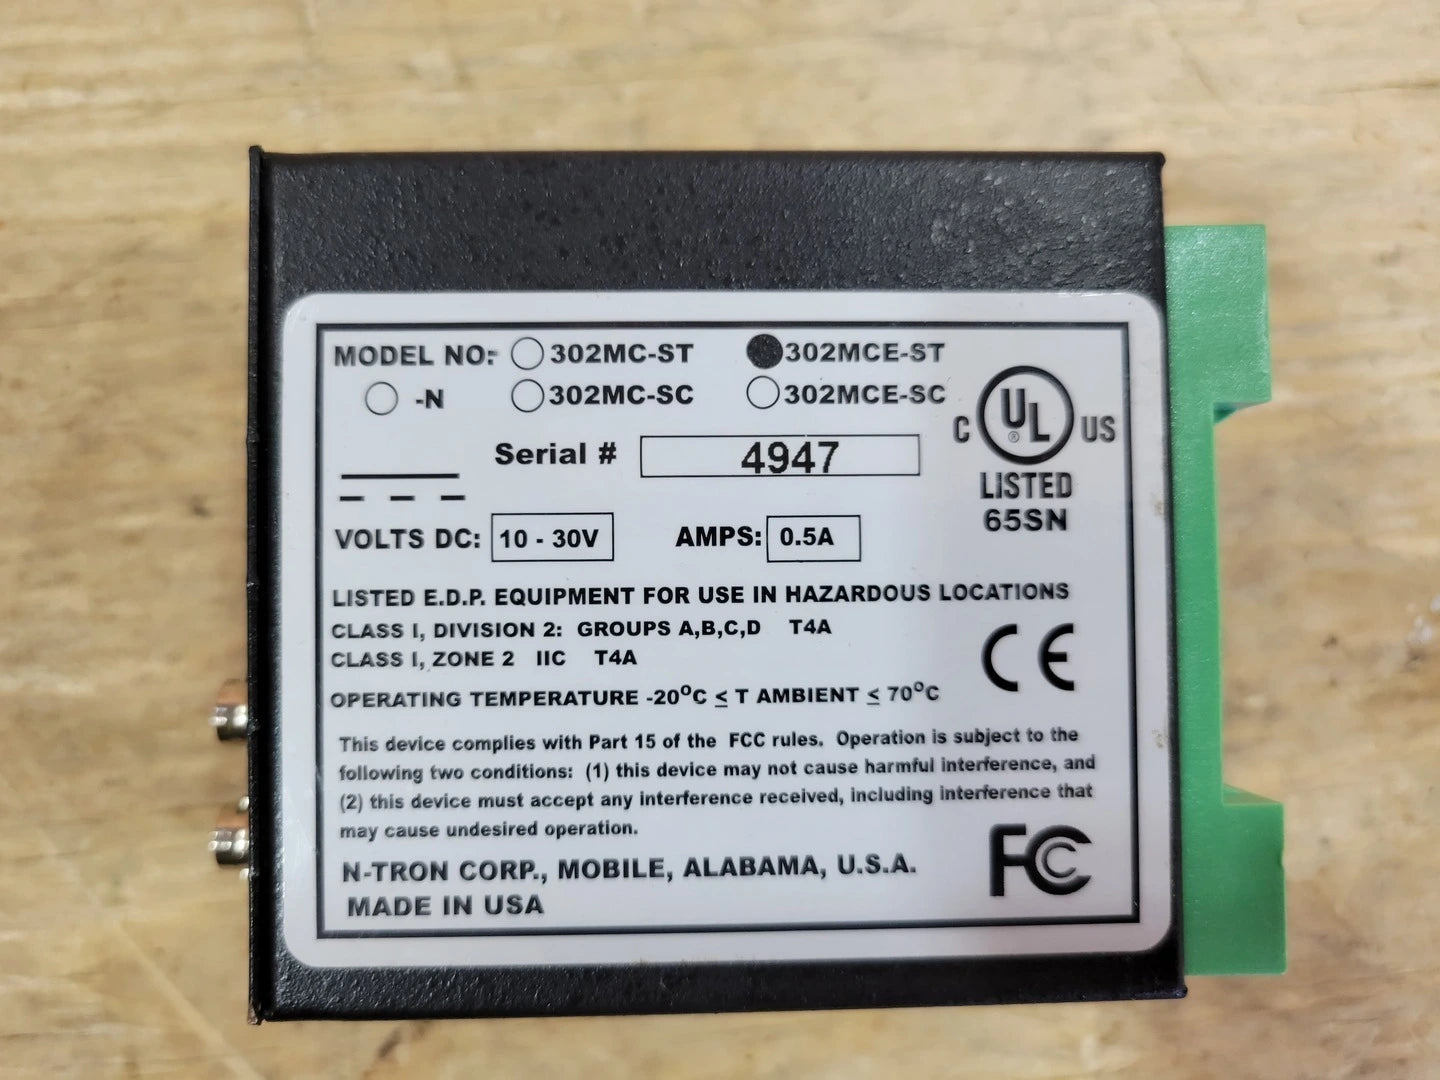 MODEL NO: 302MC-ST 302MCE-ST
-N 302MC-SC 302MCE-SC
C UL ® US
LISTED
65SN
Serial # 4947
VOLTS DC: 10 - 30V AMPS: 0.5A
LISTED E.D.P. EQUIPMENT FOR USE IN HAZARDOUS LOCATIONS
CLASS I, DIVISION 2: GROUPS A,B,C,D T4A
CLASS I, ZONE 2 IIC T4A
CE
OPERATING TEMPERATURE -20°C ≤ T AMBIENT ≤ 70°C
This device complies with Part 15 of the FCC rules. Operation is subject to the
following two conditions: (1) this device may not cause harmful interference, and
(2) this device must accept any interference received, including interference that
may cause undesired operation.
FC
N-TRON CORP., MOBILE, ALABAMA, U.S.A.
MADE IN USA